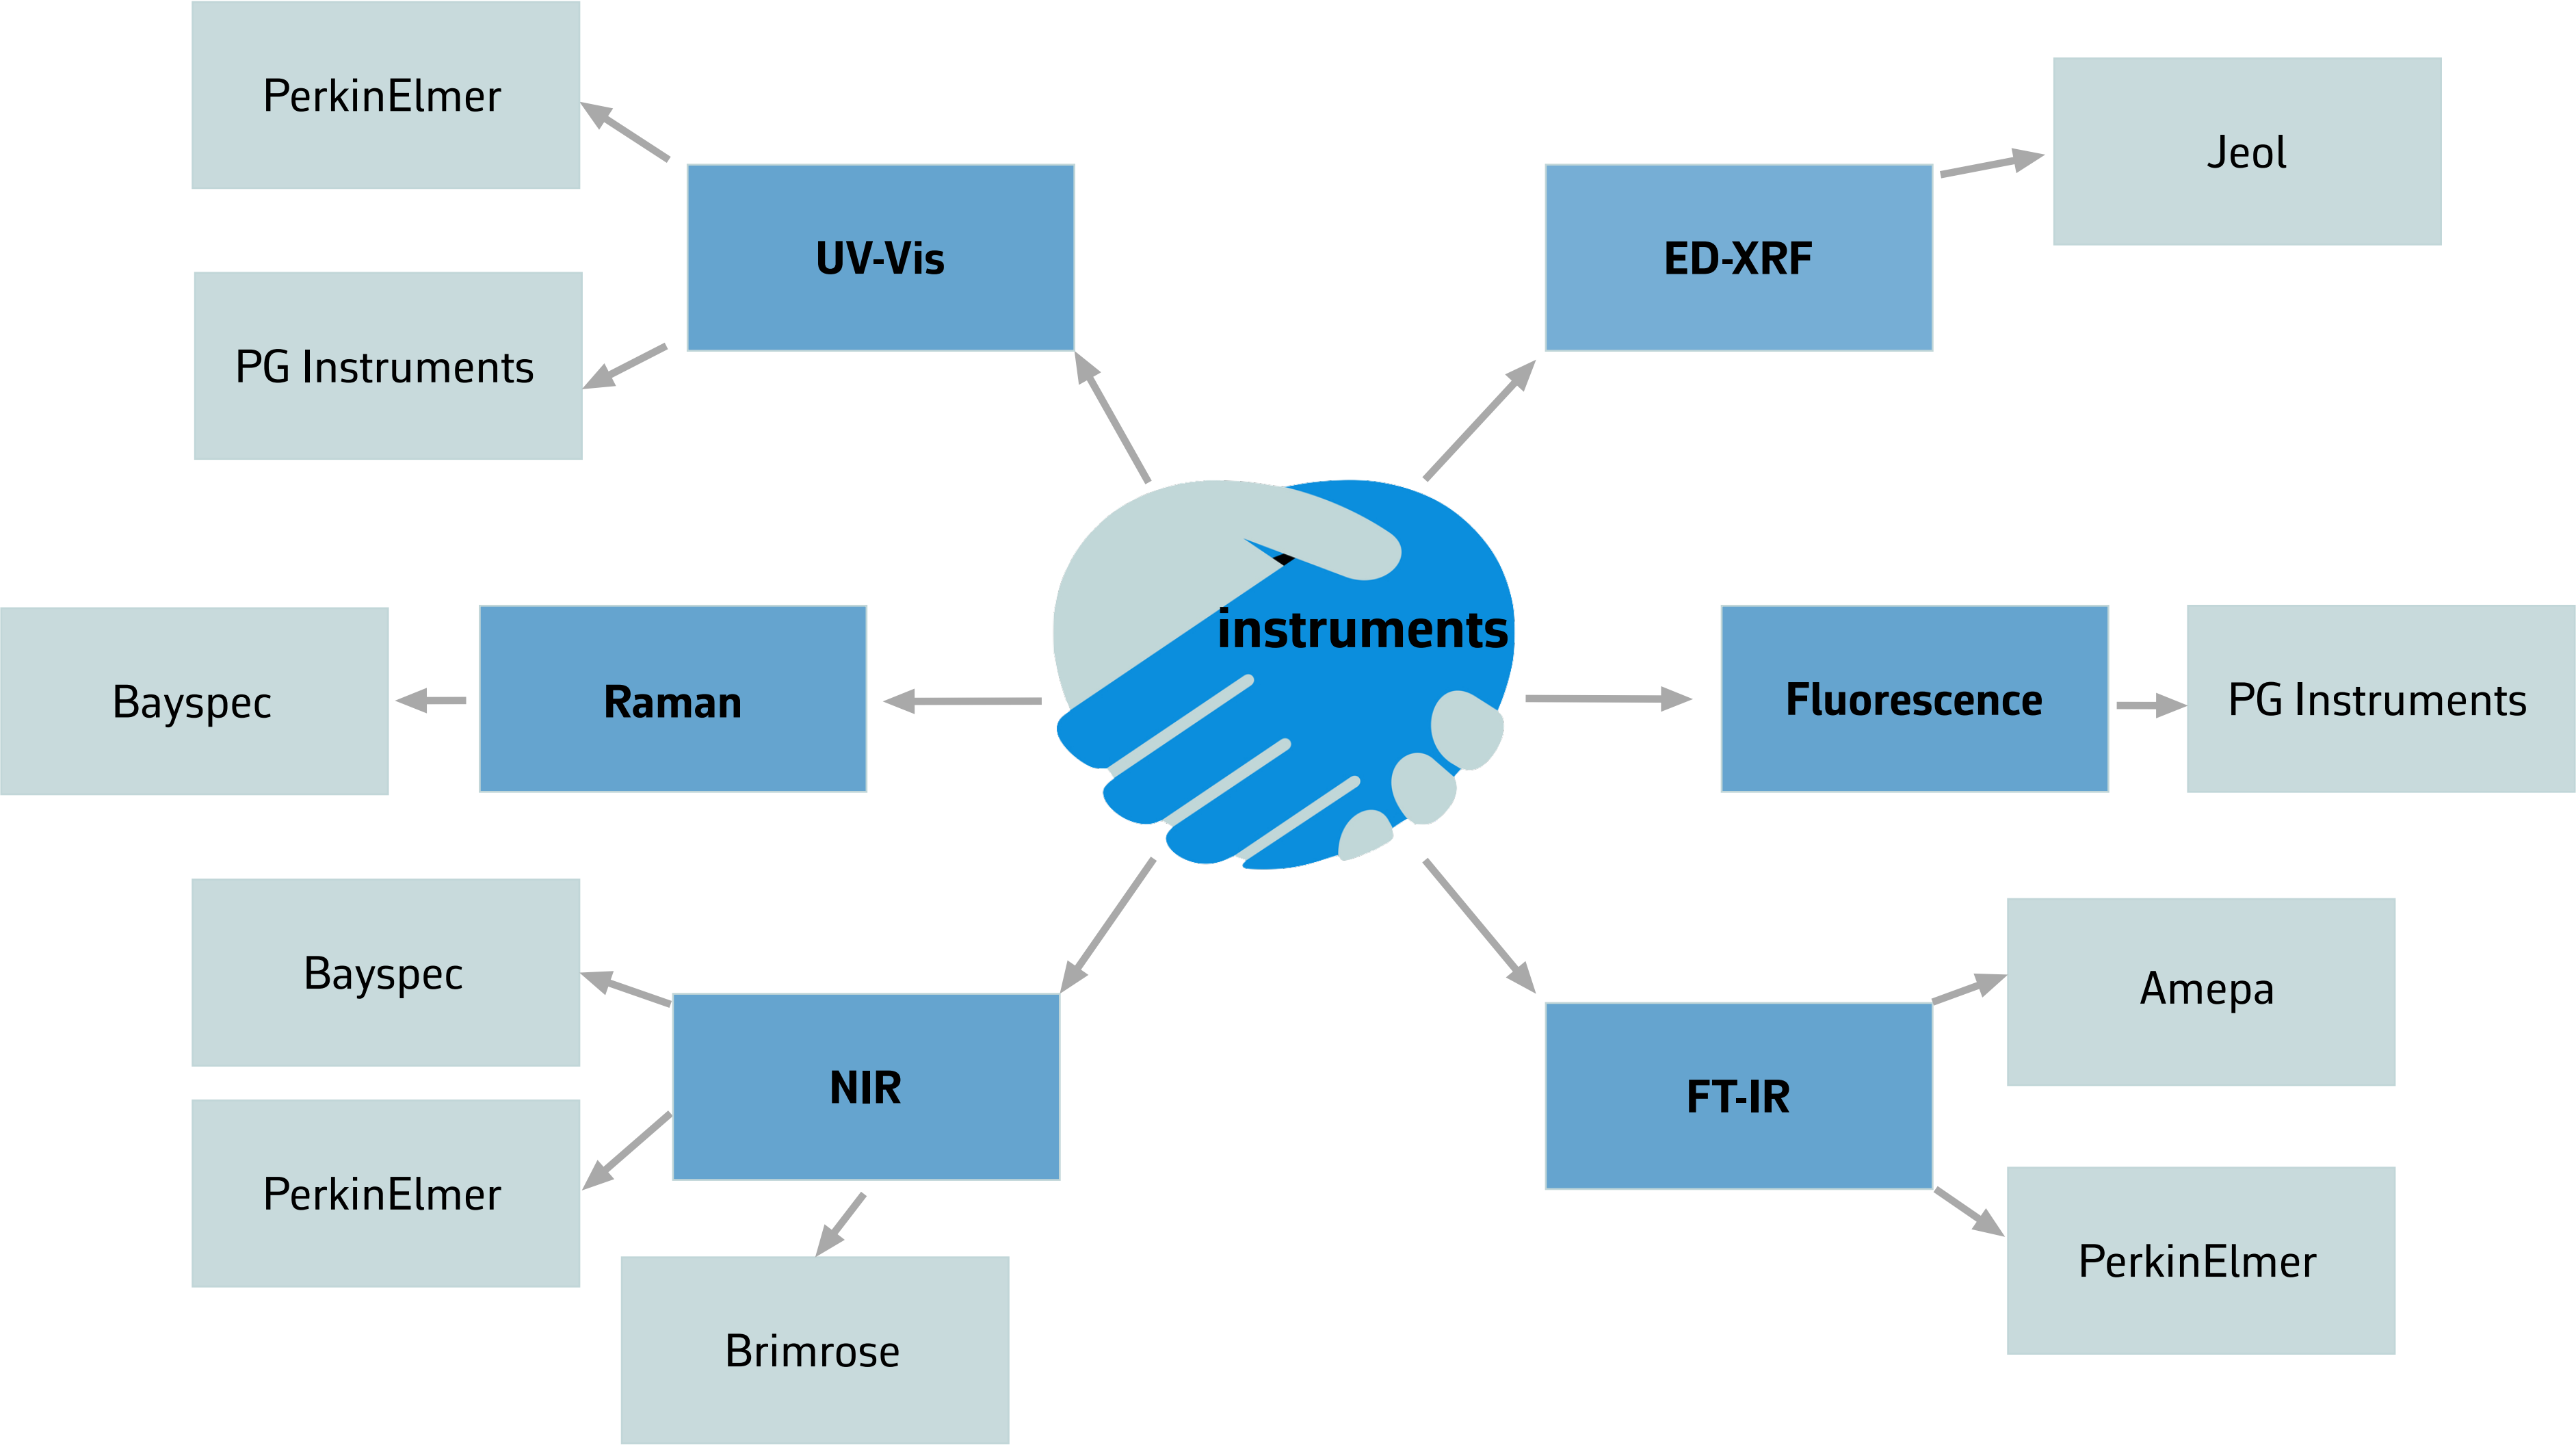 PerkinElmer
Jeol
UV-Vis
ED-XRF
PG Instruments
instruments
Bayspec
Raman
Fluorescence
PG Instruments
Bayspec
Amepa
NIR
FT-IR
PerkinElmer
PerkinElmer
Brimrose